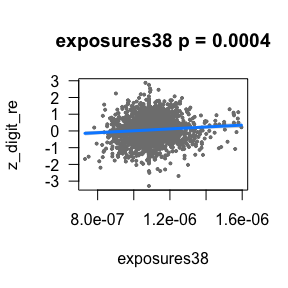 exposures38 p = 0.0004
z_digit_re
3
2
1
0
-1
-2
-3
8.0e-07 1.2e-06 1.6e-06
exposures38